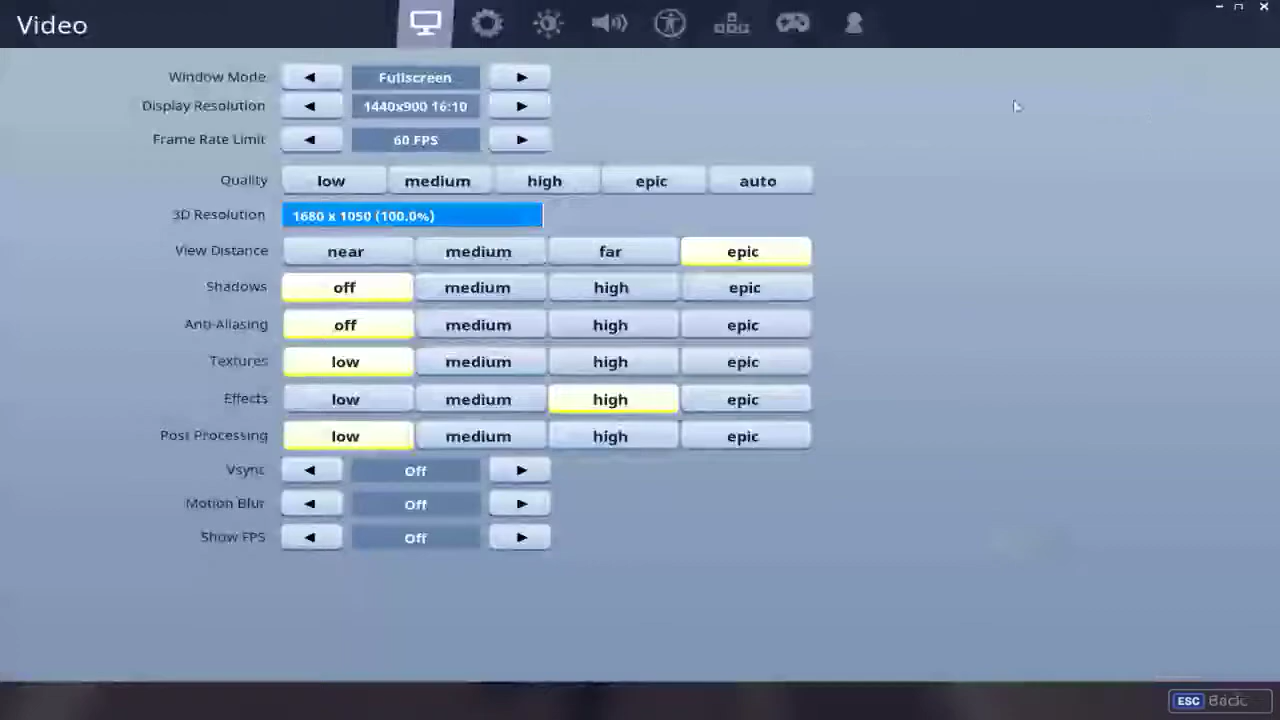 Video
Window Mode Fullscreen
Display Resolution 1440x900 16:10
Frame Rate Limit 60 FPS
Quality low medium high epic auto
3D Resolution 1680 x 1050 (100.0%)
View Distance near medium far epic
Shadows off medium high epic
Anti-Aliasing off medium high epic
Textures low medium high epic
Effects low medium high epic
Post Processing low medium high epic
Vsync Off
Motion Blur Off
Show FPS Off
ESC Back